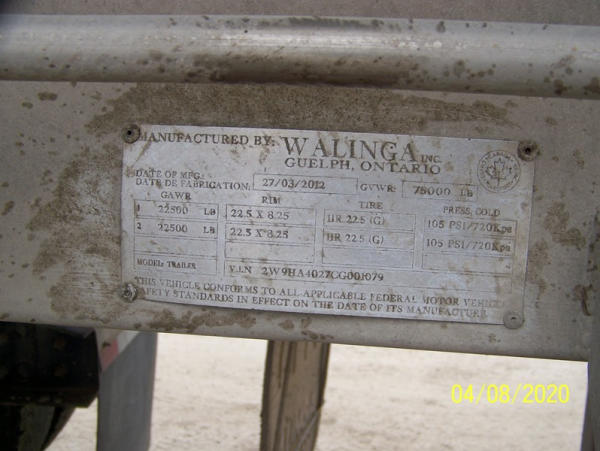 MANUFACTURED BY: WALINGA INC.
GUELPH, ONTARIO
DATE OF MFG.
DATE DE FABRICATION: 27/03/2012 GVWR: 75000 LB
GAWR RIM TIRE PRESS. COLD
1 22500 LB 22.5 X 8.25 11R 22.5 (G) 105 PSI/720Kpa
2 22500 LB 22.5 X 8.25 11R 22.5 (G) 105 PSI/720Kpa
MODEL: TRAILER V.I.N 2W9HA4027CG001079
THIS VEHICLE CONFORMS TO ALL APPLICABLE FEDERAL MOTOR VEHICLE
SAFETY STANDARDS IN EFFECT ON THE DATE OF ITS MANUFACTURE
04/08/2020